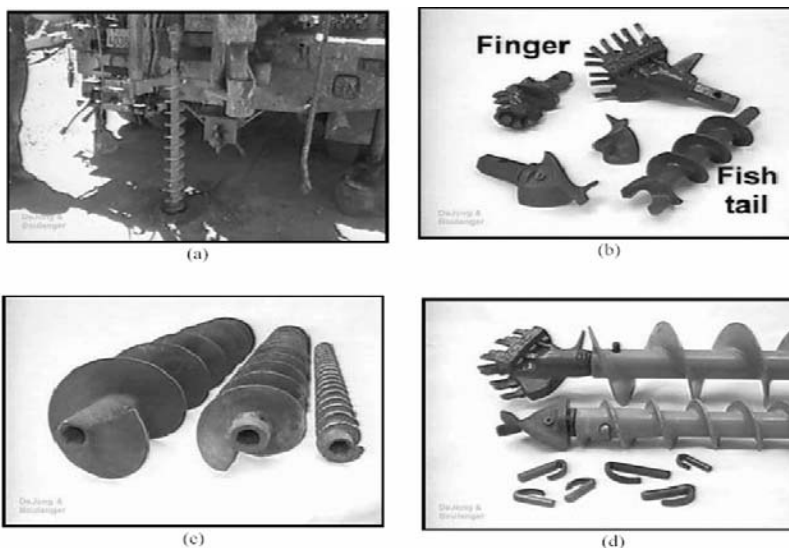 DeJong &
Boulanger
(a)
Finger
Fish
tail
DeJong &
Boulanger
(b)
DeJong &
Boulanger
(c)
DeJong &
Boulanger
(d)